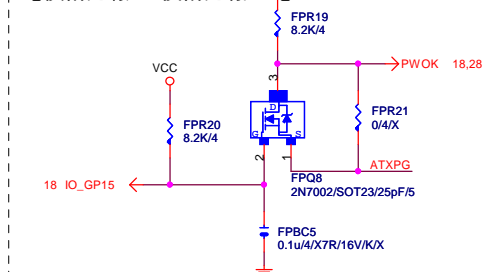 FPR19
8.2K/4
PWOK 18,28
VCC
3
D
FPR21
0/4/X
FPR20
8.2K/4
G
S
2
1
ATXPG
FPQ8
2N7002/SOT23/25pF/5
18 IO_GP15
FPBC5
0.1u/4/X7R/16V/K/X